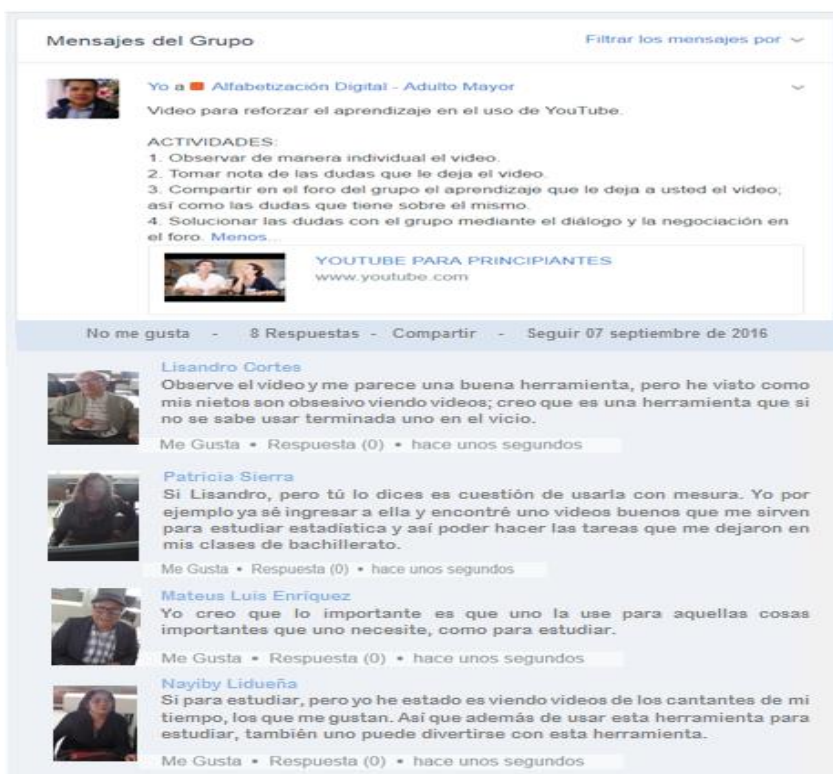 Mensajes del Grupo
Filtrar los mensajes por
Yo a Alfabetización Digital - Adulto Mayor
Video para reforzar el aprendizaje en el uso de YouTube.
ACTIVIDADES:
1. Observar de manera individual el video.
2. Tomar nota de las dudas que le deja el video.
3. Compartir en el foro del grupo el aprendizaje que le deja a usted el video;
así como las dudas que tiene sobre el mismo.
4. Solucionar las dudas con el grupo mediante el diálogo y la negociación en
el foro. Menos...
YOUTUBE PARA PRINCIPIANTES
www.youtube.com
No me gusta - 8 Respuestas - Compartir - Seguir 07 septiembre de 2016
Lisandro Cortes
Observe el video y me parece una buena herramienta, pero he visto como
mis nietos son obsesivo viendo videos; creo que es una herramienta que si
no se sabe usar terminada uno en el vicio.
Me Gusta • Respuesta (0) • hace unos segundos
Patricia Sierra
Si Lisandro, pero tú lo dices es cuestión de usarla con mesura. Yo por
ejemplo ya sé ingresar a ella y encontré uno videos buenos que me sirven
para estudiar estadística y así poder hacer las tareas que me dejaron en
mis clases de bachillerato.
Me Gusta • Respuesta (0) • hace unos segundos
Mateus Luis Enríquez
Yo creo que lo importante es que uno la use para aquellas cosas
importantes que uno necesite, como para estudiar.
Me Gusta • Respuesta (0) • hace unos segundos
Nayiby Lidueña
Si para estudiar, pero yo he estado es viendo videos de los cantantes de mi
tiempo, los que me gustan. Así que además de usar esta herramienta para
estudiar, también uno puede divertirse con esta herramienta.
Me Gusta • Respuesta (0) • hace unos segundos